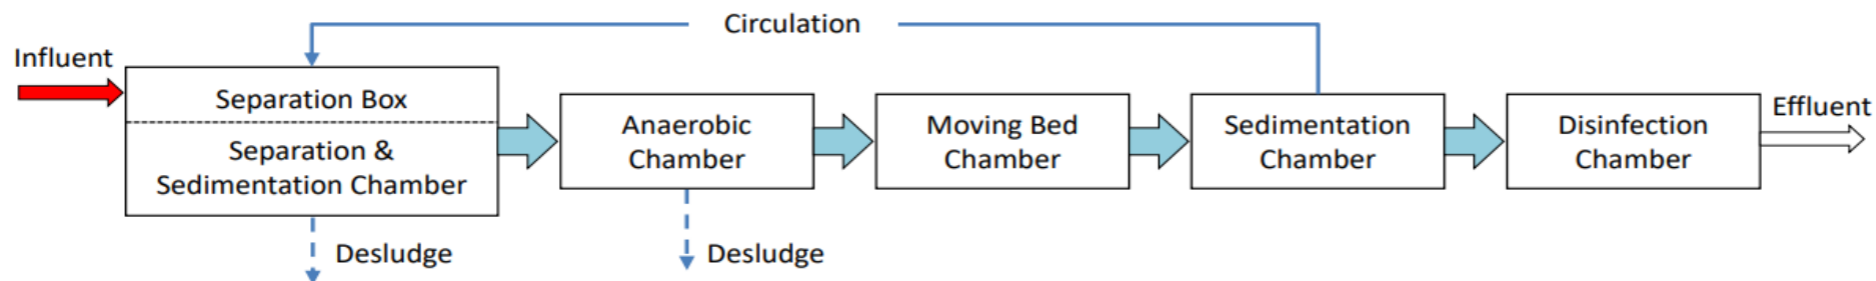 Circulation
Influent
Separation Box
Separation &
Sedimentation Chamber
Anaerobic
Chamber
Moving Bed
Chamber
Sedimentation
Chamber
Disinfection
Chamber
Effluent
Desludge
Desludge